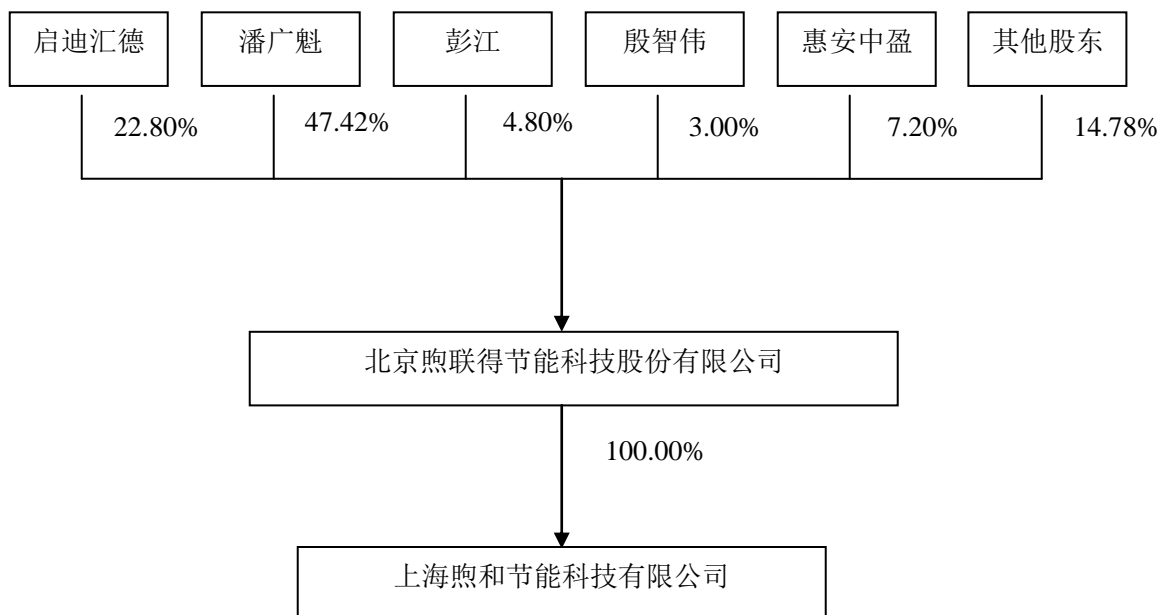 启迪汇德
潘广魁
彭江
殷智伟
惠安中盈
其他股东
22.80%
47.42%
4.80%
3.00%
7.20%
14.78%
北京煦联得节能科技股份有限公司
100.00%
上海煦和节能科技有限公司